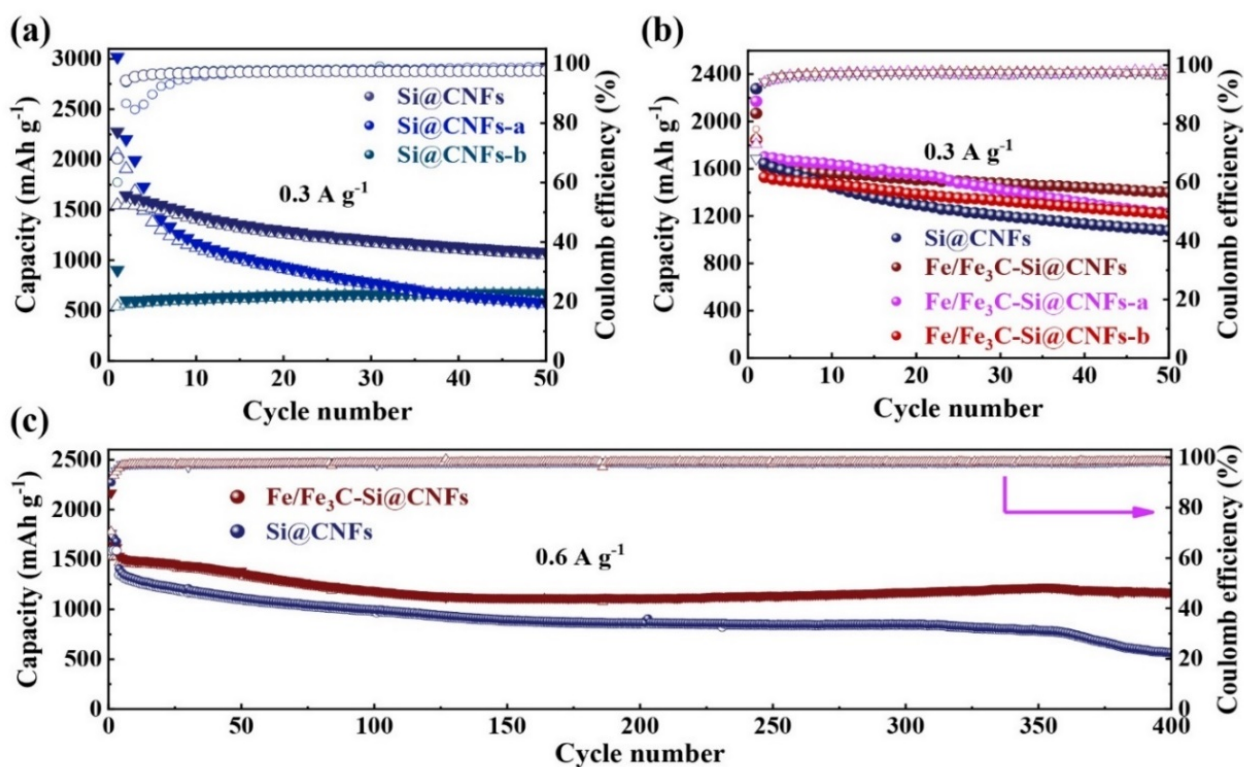 (a)
3000
2500
2000
1500
1000
500
0
Capacity (mAh g⁻¹)
100
80
60
40
20
0
Coulomb efficiency (%)
Si@CNFs
Si@CNFs-a
Si@CNFs-b
0.3 A g⁻¹
0 10 20 30 40 50
Cycle number
(b)
2400
2000
1600
1200
800
400
0
Capacity (mAh g⁻¹)
100
80
60
40
20
0
Coulomb efficiency (%)
0.3 A g⁻¹
Si@CNFs
Fe/Fe₃C-Si@CNFs
Fe/Fe₃C-Si@CNFs-a
Fe/Fe₃C-Si@CNFs-b
0 10 20 30 40 50
Cycle number
(c)
2500
2000
1500
1000
500
0
Capacity (mAh g⁻¹)
100
80
60
40
20
0
Coulomb efficiency (%)
Fe/Fe₃C-Si@CNFs
Si@CNFs
0.6 A g⁻¹
0 50 100 150 200 250 300 350 400
Cycle number